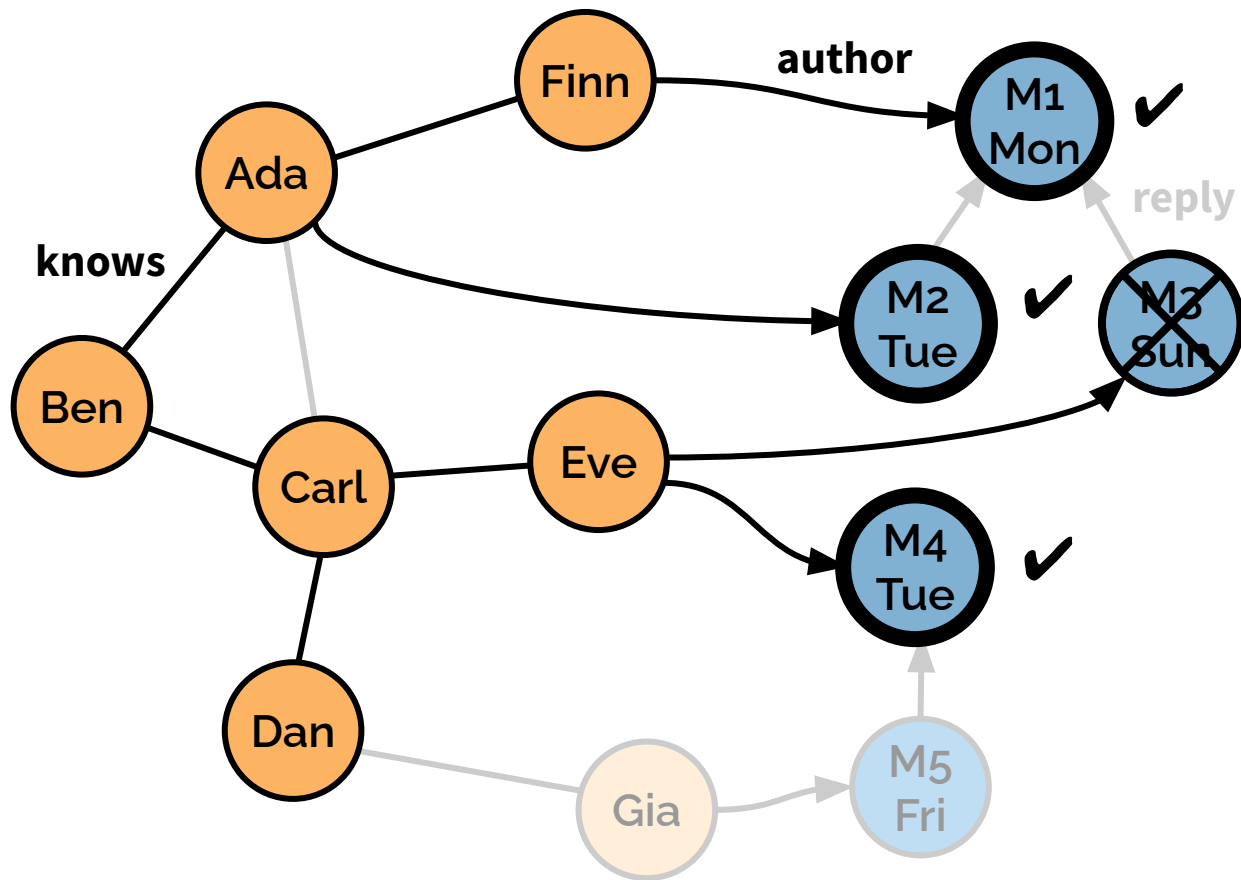 Finn
author
M1
Mon
Ada
reply
knows
M2
Tue
M3
Sun
Ben
Carl
Eve
M4
Tue
Dan
Gia
M5
Fri